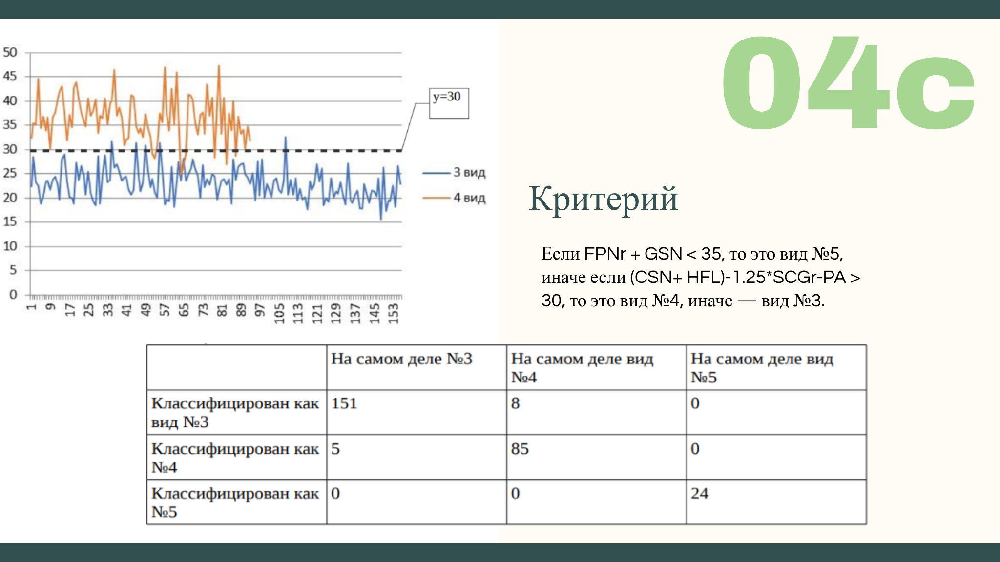 04c
50
45
40
35
30
25
20
15
10
5
0
1 9 17 25 33 41 49 57 65 73 81 89 97 105 113 121 129 137 145 153
y=30
3 вид
4 вид
Критерий
Если FPNr + GSN < 35, то это вид №5,
иначе если (CSN+ HFL)-1.25*SCGr-PA >
30, то это вид №4, иначе — вид №3.
На самом деле №3
На самом деле вид
№4
На самом деле вид
№5
Классифицирован как
вид №3
151
8
0
Классифицирован как
№4
5
85
0
Классифицирован как
№5
0
0
24